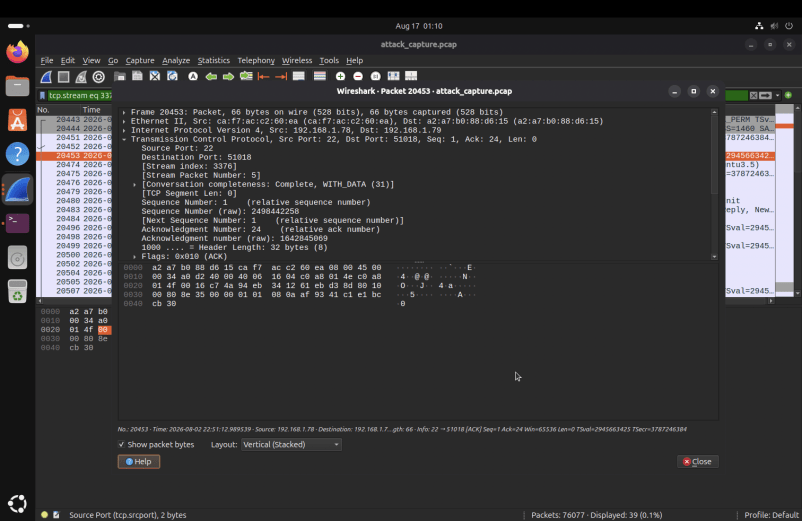 Aug 17 01:10
attack_capture.pcap
File Edit View Go Capture Analyze Statistics Telephony Wireless Tools Help
Wireshark · Packet 20453 · attack_capture.pcap
tcp.stream eq 337
No. Time
20443 2026-0
20444 2026-0
20451 2026-0
20452 2026-0
20453 2026-0
20474 2026-0
20475 2026-0
20476 2026-0
20479 2026-0
20480 2026-0
20483 2026-0
20484 2026-0
20496 2026-0
20498 2026-0
20499 2026-0
20500 2026-0
20502 2026-0
20504 2026-0
20505 2026-0
20507 2026-0
Frame 20453: Packet, 66 bytes on wire (528 bits), 66 bytes captured (528 bits)
Ethernet II, Src: ca:f7:ac:c2:60:ea (ca:f7:ac:c2:60:ea), Dst: a2:a7:b0:88:d6:15 (a2:a7:b0:88:d6:15)
Internet Protocol Version 4, Src: 192.168.1.78, Dst: 192.168.1.79
Transmission Control Protocol, Src Port: 22, Dst Port: 51018, Seq: 1, Ack: 24, Len: 0
Source Port: 22
Destination Port: 51018
[Stream index: 3376]
[Stream Packet Number: 5]
[Conversation completeness: Complete, WITH_DATA (31)]
[TCP Segment Len: 0]
Sequence Number: 1 (relative sequence number)
Sequence Number (raw): 2498442258
[Next Sequence Number: 1 (relative sequence number)]
Acknowledgment Number: 24 (relative ack number)
Acknowledgment number (raw): 1642845069
1000 .... = Header Length: 32 bytes (8)
Flags: 0x010 (ACK)
_PERM TSv…
S=1460 SA…
787246384…
294566342…
ntu3.5)
=37872463…
nit
eply, New…
Sval=2945…
Sval=2945…
Sval=2945…
0000 a2 a7 b0 88 d6 15 ca f7 ac c2 60 ea 08 00 45 00 ········ ··`···E·
0010 00 34 a0 d2 40 00 40 06 16 04 c0 a8 01 4e c0 a8 ·4··@·@· ·····N··
0020 01 4f 00 16 c7 4a 94 eb 34 12 61 eb d3 8d 80 10 ·O···J·· 4·a·····
0030 00 80 8e 35 00 00 01 01 08 0a af 93 41 c1 e1 bc ···5···· ····A···
0040 cb 30 ·0
0000 a2 a7 b0
0010 00 34 a0
0020 01 4f 00
0030 00 80 8e
0040 cb 30
No.: 20453 · Time: 2026-08-02 22:51:12.989539 · Source: 192.168.1.78 · Destination: 192.168.1.7…gth: 66 · Info: 22 → 51018 [ACK] Seq=1 Ack=24 Win=65536 Len=0 TSval=2945663425 TSecr=3787246384
Show packet bytes Layout: Vertical (Stacked)
Help Close
Source Port (tcp.srcport), 2 bytes Packets: 76077 · Displayed: 39 (0.1%) Profile: Default